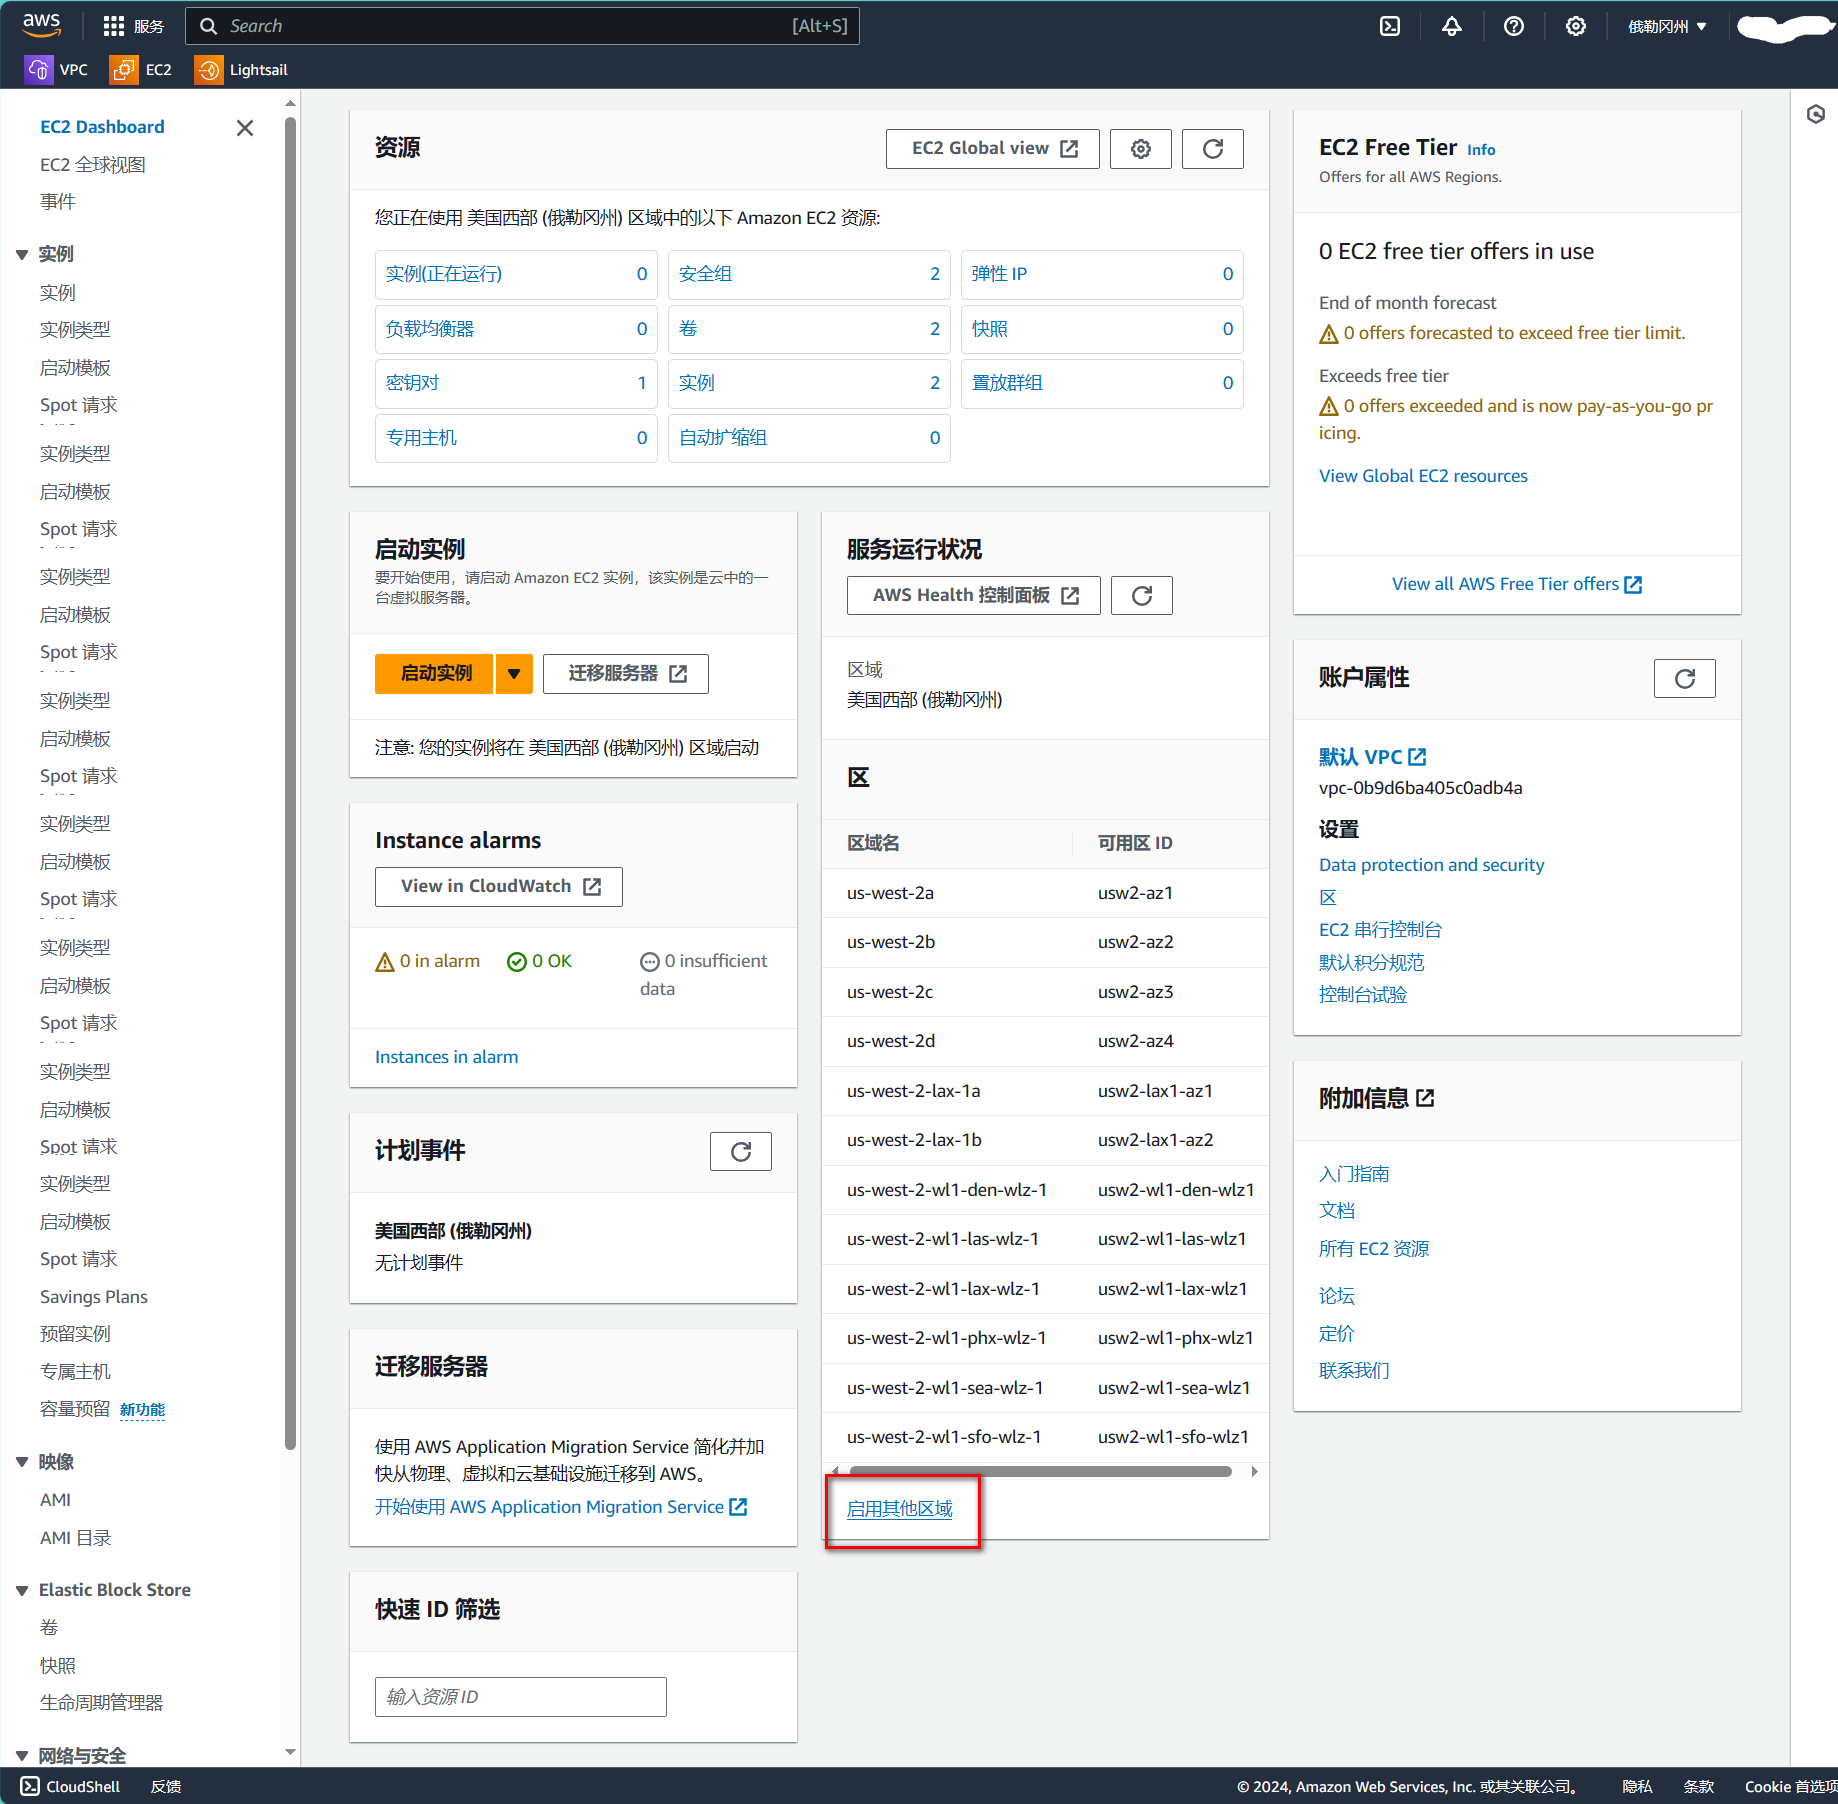 aws
服务
Search
[Alt+S]
俄勒冈州
VPC
EC2
Lightsail
EC2 Dashboard
EC2 全球视图
事件
实例
实例
实例类型
启动模板
Spot 请求
实例类型
启动模板
Spot 请求
实例类型
启动模板
Spot 请求
实例类型
启动模板
Spot 请求
实例类型
启动模板
Spot 请求
实例类型
启动模板
Spot 请求
实例类型
启动模板
Spot 请求
实例类型
启动模板
Spot 请求
Savings Plans
预留实例
专属主机
容量预留 新功能
映像
AMI
AMI 目录
Elastic Block Store
卷
快照
生命周期管理器
网络与安全
资源
EC2 Global view
您正在使用 美国西部 (俄勒冈州) 区域中的以下 Amazon EC2 资源:
实例(正在运行) 0
安全组 2
弹性 IP 0
负载均衡器 0
卷 2
快照 0
密钥对 1
实例 2
置放群组 0
专用主机 0
自动扩缩组 0
启动实例
要开始使用，请启动 Amazon EC2 实例，该实例是云中的一
台虚拟服务器。
启动实例
迁移服务器
注意: 您的实例将在 美国西部 (俄勒冈州) 区域启动
Instance alarms
View in CloudWatch
0 in alarm
0 OK
0 insufficient
data
Instances in alarm
计划事件
美国西部 (俄勒冈州)
无计划事件
迁移服务器
使用 AWS Application Migration Service 简化并加
快从物理、虚拟和云基础设施迁移到 AWS。
开始使用 AWS Application Migration Service
快速 ID 筛选
输入资源 ID
服务运行状况
AWS Health 控制面板
区域
美国西部 (俄勒冈州)
区
区域名 可用区 ID
us-west-2a usw2-az1
us-west-2b usw2-az2
us-west-2c usw2-az3
us-west-2d usw2-az4
us-west-2-lax-1a usw2-lax1-az1
us-west-2-lax-1b usw2-lax1-az2
us-west-2-wl1-den-wlz-1 usw2-wl1-den-wlz1
us-west-2-wl1-las-wlz-1 usw2-wl1-las-wlz1
us-west-2-wl1-lax-wlz-1 usw2-wl1-lax-wlz1
us-west-2-wl1-phx-wlz-1 usw2-wl1-phx-wlz1
us-west-2-wl1-sea-wlz-1 usw2-wl1-sea-wlz1
us-west-2-wl1-sfo-wlz-1 usw2-wl1-sfo-wlz1
启用其他区域
EC2 Free Tier Info
Offers for all AWS Regions.
0 EC2 free tier offers in use
End of month forecast
0 offers forecasted to exceed free tier limit.
Exceeds free tier
0 offers exceeded and is now pay-as-you-go pr
icing.
View Global EC2 resources
View all AWS Free Tier offers
账户属性
默认 VPC
vpc-0b9d6ba405c0adb4a
设置
Data protection and security
区
EC2 串行控制台
默认积分规范
控制台试验
附加信息
入门指南
文档
所有 EC2 资源
论坛
定价
联系我们
CloudShell
反馈
© 2024, Amazon Web Services, Inc. 或其关联公司。
隐私
条款
Cookie 首选项